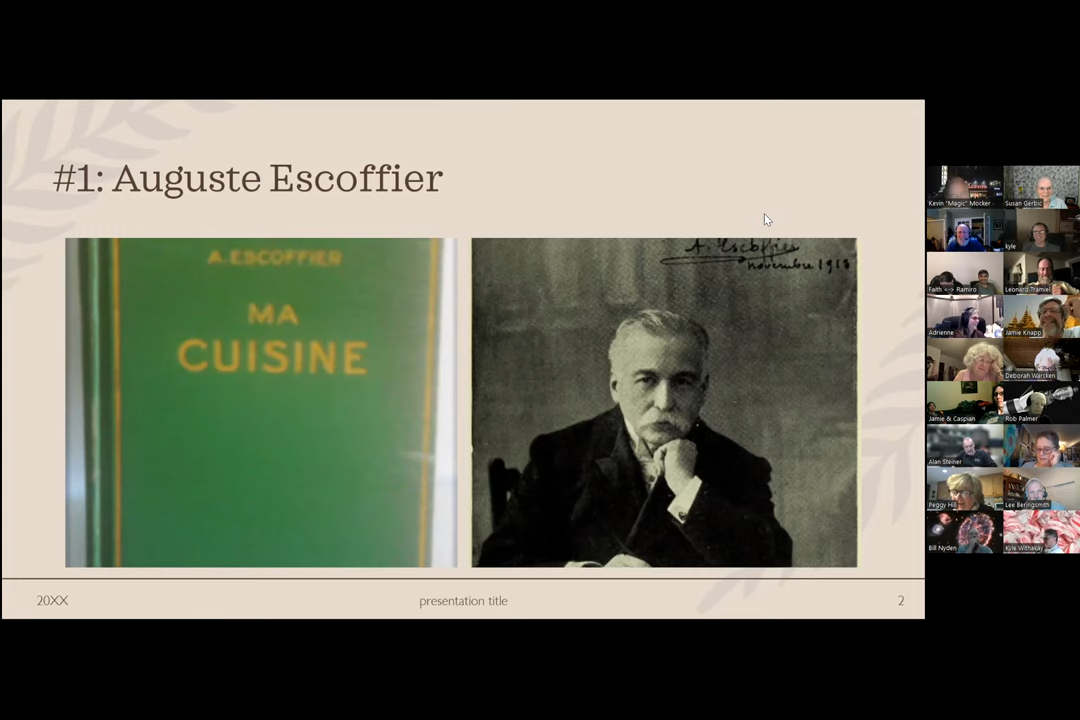 #1: Auguste Escoffier
A. ESCOFFIER
MA
CUISINE
A. Escoffier
novembre 1913
20XX
presentation title
2
Kevin "Magic" Mocker
Susan Gerbic
kyle
Faith <-> Ramiro
Leonard Tramiel
Adrienne
Jamie Knapp
Deborah Warcken
Jamie & Caspian
Rob Palmer
Alan Steiner
Peggy Hill
Lee Beringsmith
Bill Nyden
Kyle Withakay